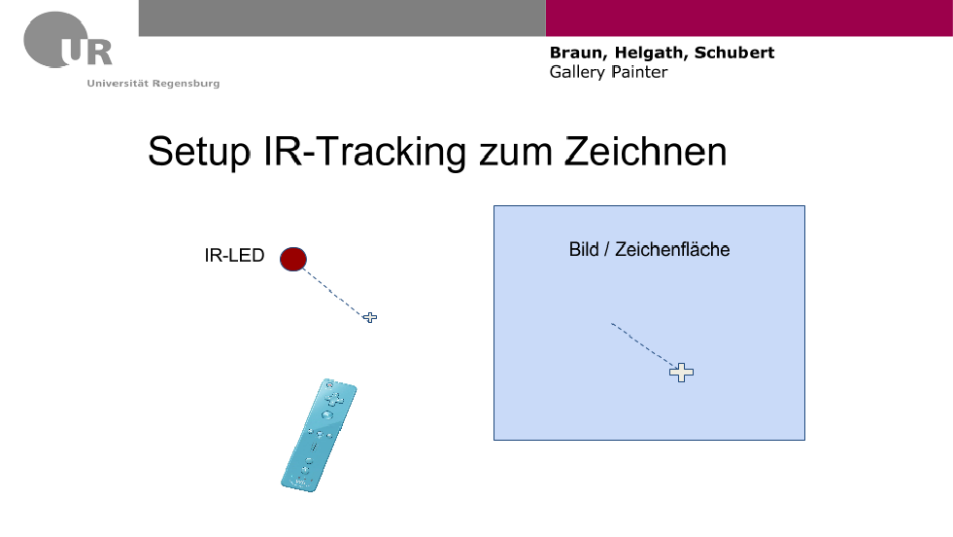 UR
Universität Regensburg
Braun, Helgath, Schubert
Gallery Painter
Setup IR-Tracking zum Zeichnen
IR-LED
Bild / Zeichenfläche